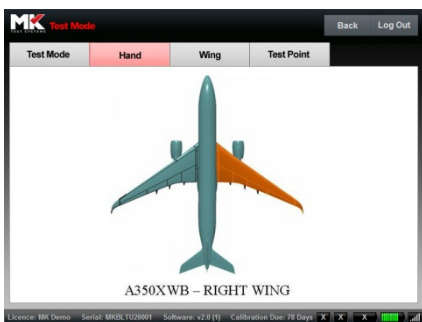 MK Test Mode Back Log Out
TEST SYSTEMS
Test Mode Hand Wing Test Point
A350XWB – RIGHT WING
Licence: MK Demo Serial: MKBLTU20001 Software: v2.0 (1) Calibration Due: 78 Days X X X